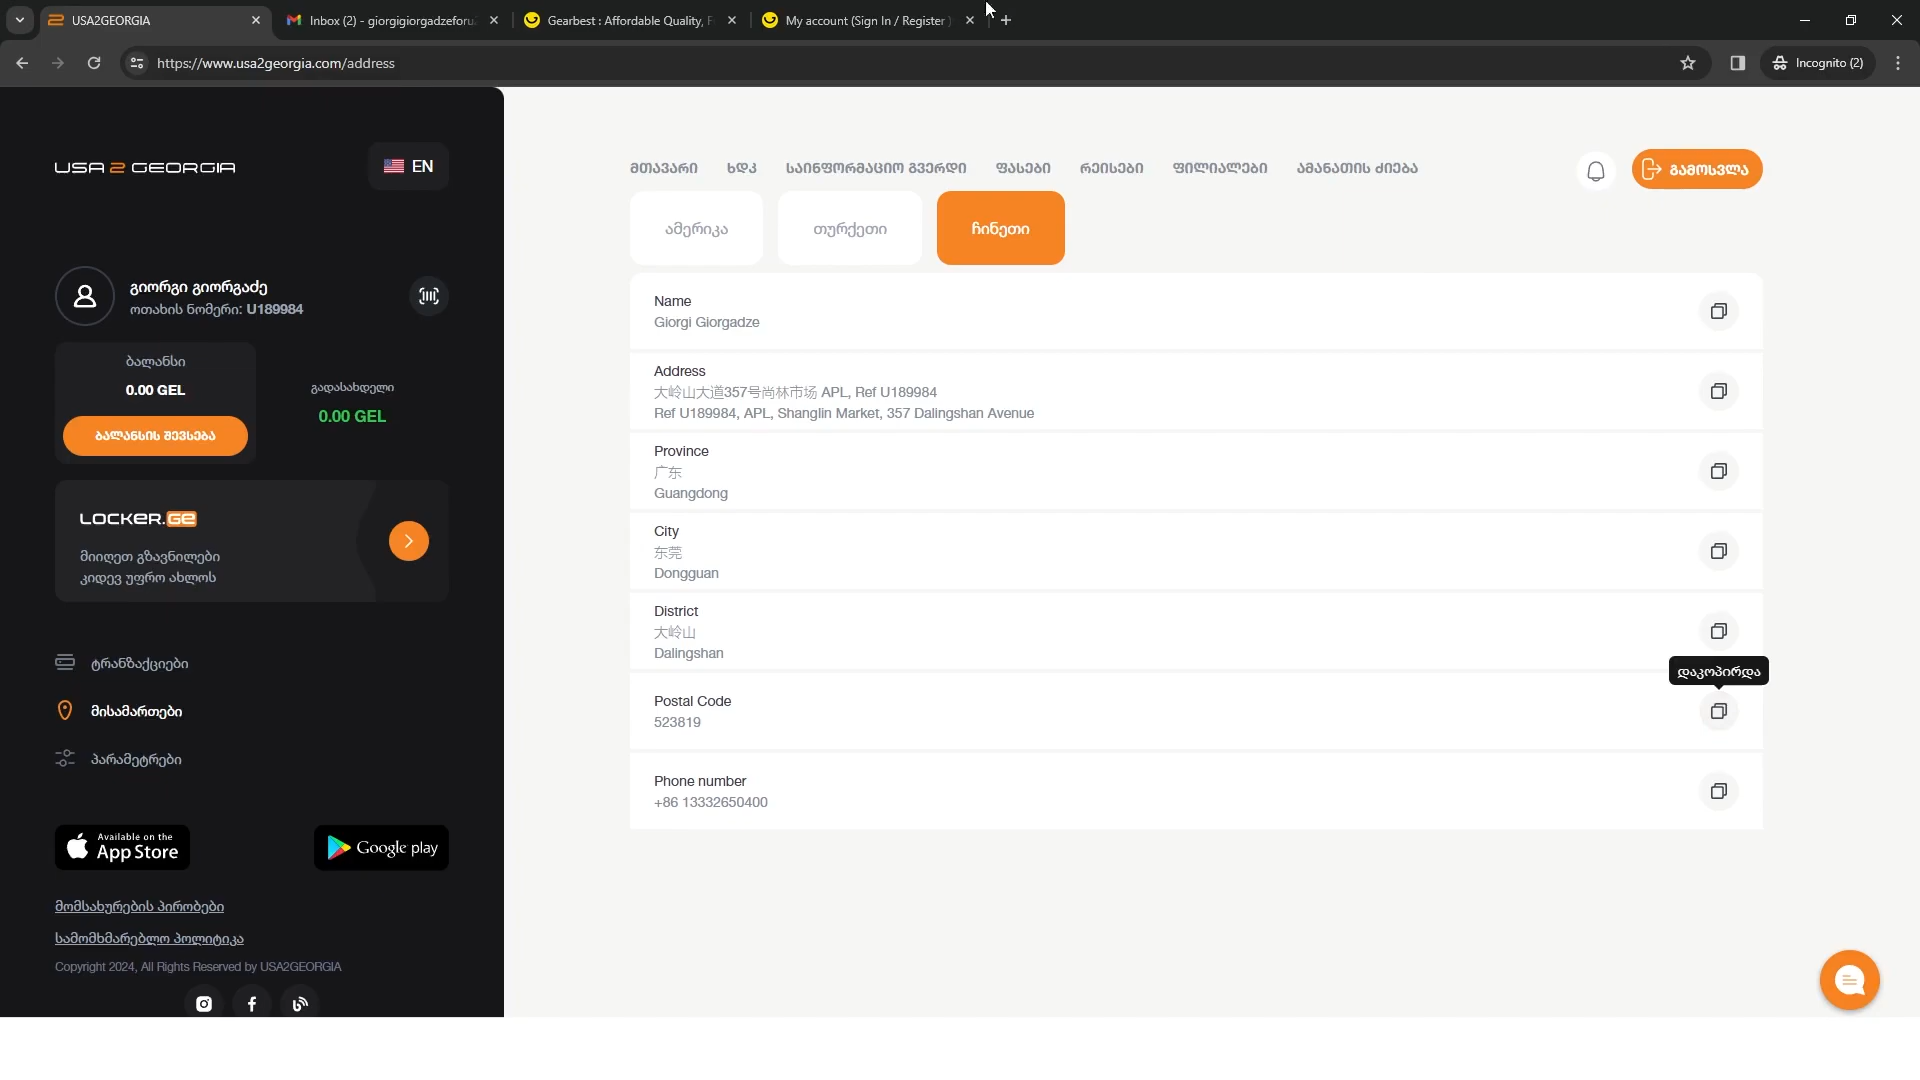 USA2GEORGIA
Inbox (2) - giorgigiorgadzeforu
Gearbest : Affordable Quality, F
My account (Sign In / Register
https://www.usa2georgia.com/address
Incognito (2)
USA 2 GEORGIA
EN
მთავარი
ხდკ
საინფორმაციო გვერდი
ფასები
რეისები
ფილიალები
ამანათის ძიება
გამოსვლა
ამერიკა
თურქეთი
ჩინეთი
გიორგი გიორგაძე
ოთახის ნომერი: U189984
ბალანსი
0.00 GEL
ბალანსის შევსება
გადასახდელი
0.00 GEL
LOCKER.GE
მიიღეთ გზავნილები
კიდევ უფრო ახლოს
ტრანზაქციები
მისამართები
პარამეტრები
Available on the
App Store
Google play
მომსახურების პირობები
სამომხმარებლო პოლიტიკა
Copyright 2024, All Rights Reserved by USA2GEORGIA
Name
Giorgi Giorgadze
Address
大岭山大道357号尚林市场 APL, Ref U189984
Ref U189984, APL, Shanglin Market, 357 Dalingshan Avenue
Province
广东
Guangdong
City
东莞
Dongguan
District
大岭山
Dalingshan
დაკოპირდა
Postal Code
523819
Phone number
+86 13332650400